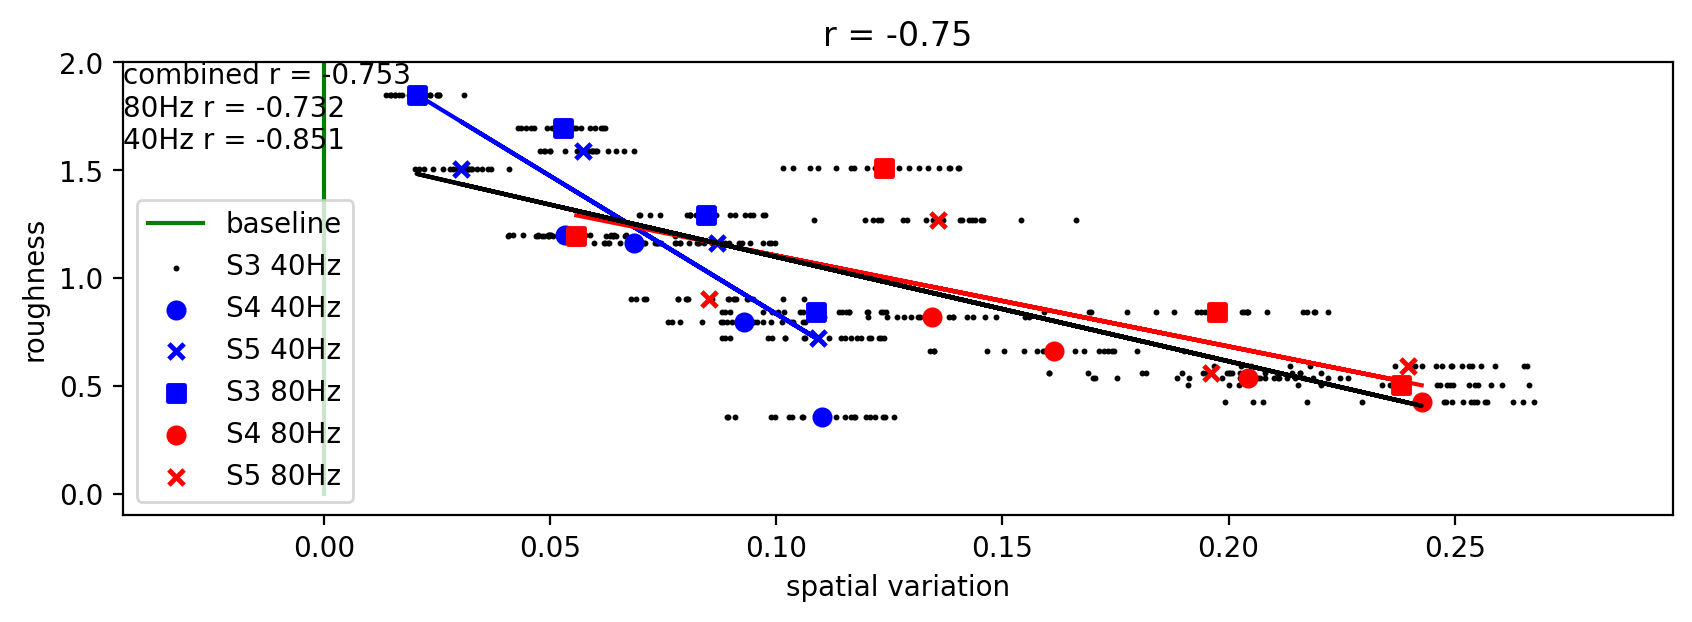 r = -0.75
combined r = -0.753
80Hz r = -0.732
40Hz r = -0.851
2.0
1.5
1.0
0.5
0.0
roughness
baseline
S3 40Hz
S4 40Hz
S5 40Hz
S3 80Hz
S4 80Hz
S5 80Hz
0.00 0.05 0.10 0.15 0.20 0.25
spatial variation